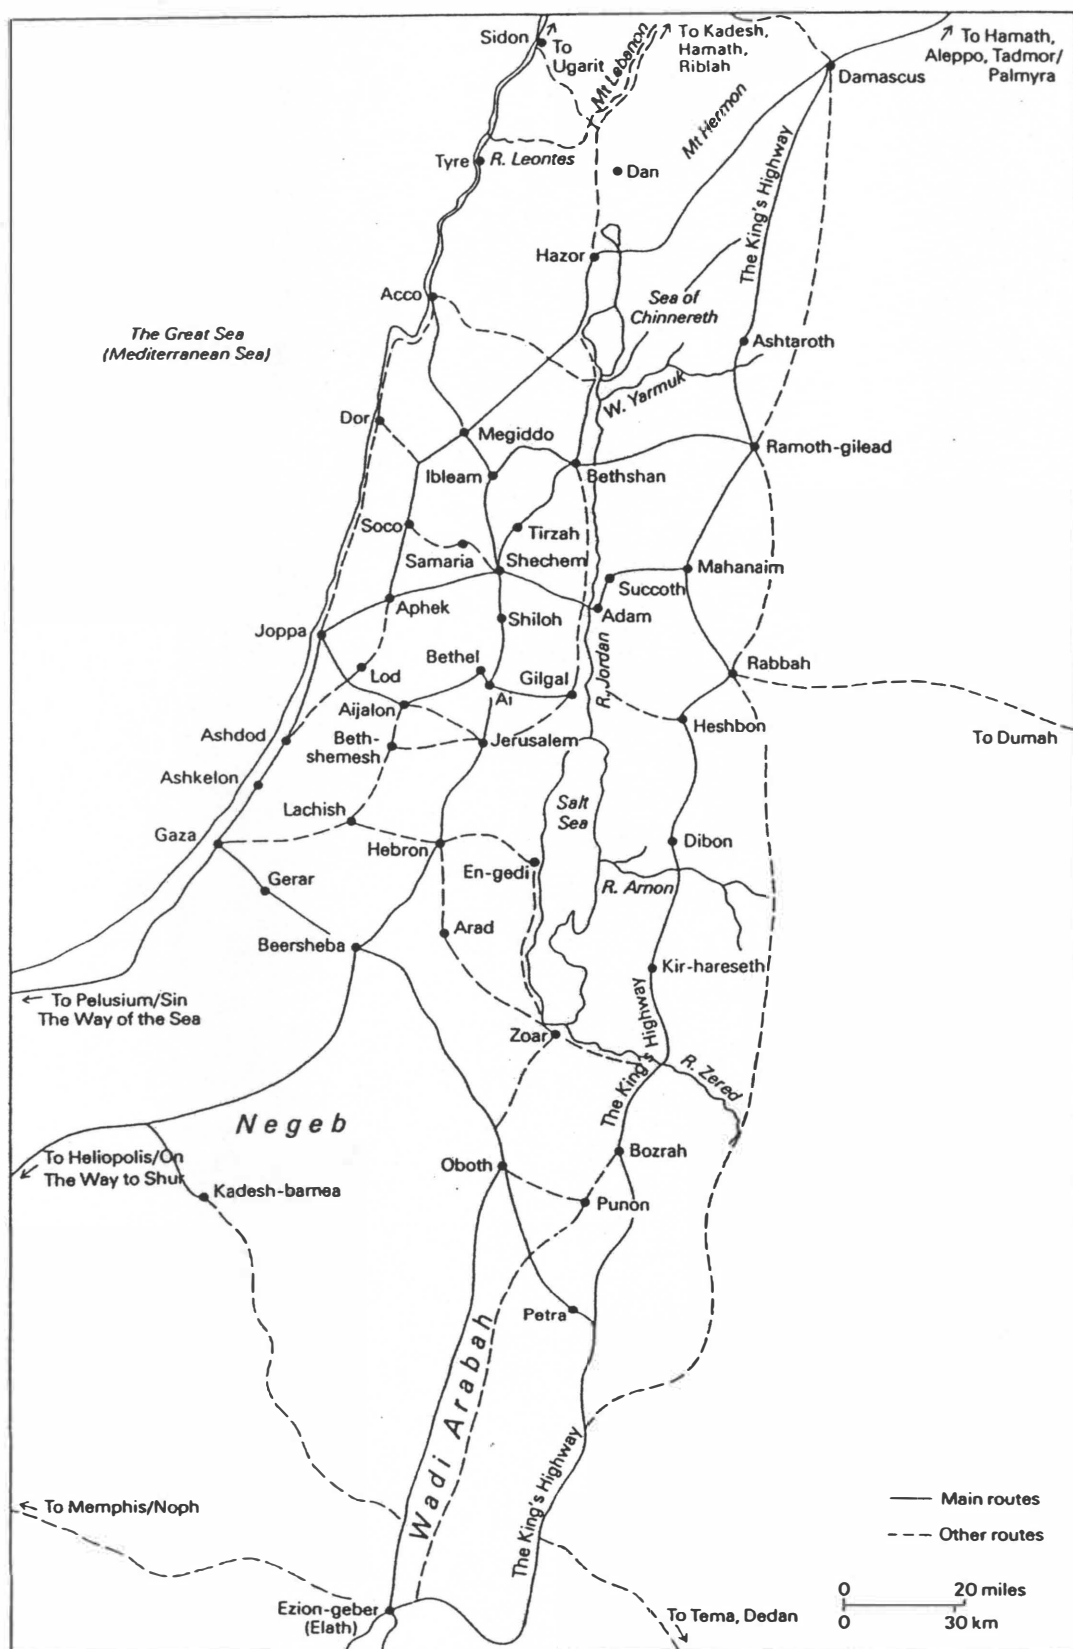 Sidon
To
Ugarit
Mt Lebanon
To Kadesh,
Hamath,
Riblah
To Hamath,
Aleppo, Tadmor/
Palmyra
Damascus
Mt Hermon
The King's Highway
Tyre
R. Leontes
Dan
Hazor
Acco
Sea of
Chinnereth
The Great Sea
(Mediterranean Sea)
Ashtaroth
W. Yarmuk
Dor
Megiddo
Ramoth-gilead
Ibleam
Bethshan
Soco
Tirzah
Samaria
Shechem
Mahanaim
Succoth
Aphek
Shiloh
Adam
Joppa
R. Jordan
Bethel
Rabbah
Lod
Ai
Gilgal
Aijalon
Heshbon
Ashdod
Beth-
shemesh
Jerusalem
To Dumah
Ashkelon
Salt
Sea
Lachish
Gaza
Hebron
Dibon
En-gedi
Gerar
R. Arnon
Arad
Beersheba
Kir-hareseth
To Pelusium/Sin
The Way of the Sea
Zoar
The King's Highway
R. Zered
Negeb
To Heliopolis/On
The Way to Shur
Oboth
Bozrah
Kadesh-barnea
Punon
Petra
Wadi Arabah
The King's Highway
To Memphis/Noph
Main routes
Other routes
Ezion-geber
(Elath)
To Tema, Dedan
0 20 miles
0 30 km